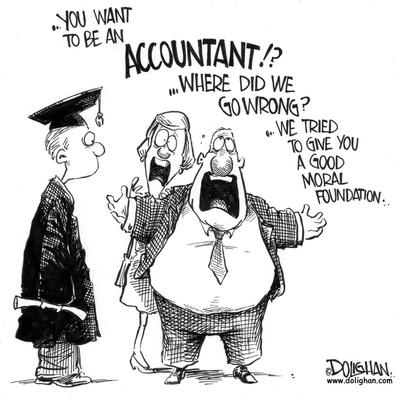 ..YOU WANT
TO BE AN
ACCOUNTANT!?
...WHERE DID WE
GO WRONG?
...WE TRIED
TO GIVE YOU
A GOOD
MORAL
FOUNDATION..
©DOLIGHAN.
www.dolighan.com